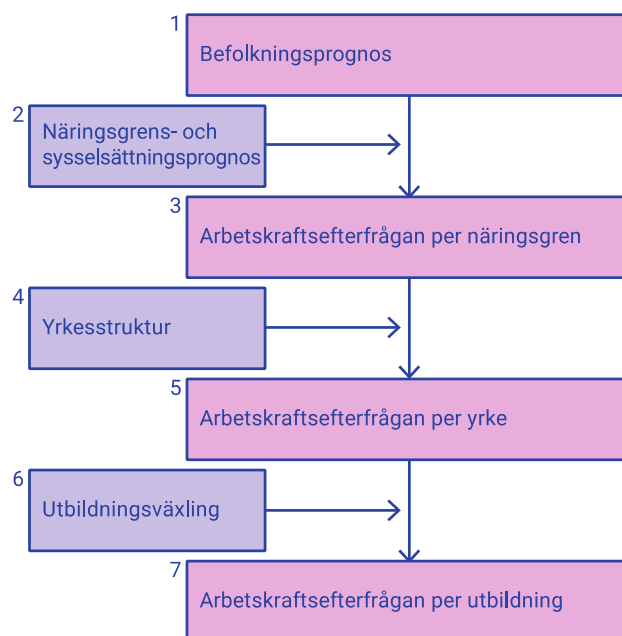 1
Befolkningsprognos
2
Näringsgrens- och
sysselsättningsprognos
3
Arbetskraftsefterfrågan per näringsgren
4
Yrkesstruktur
5
Arbetskraftsefterfrågan per yrke
6
Utbildningsväxling
7
Arbetskraftsefterfrågan per utbildning